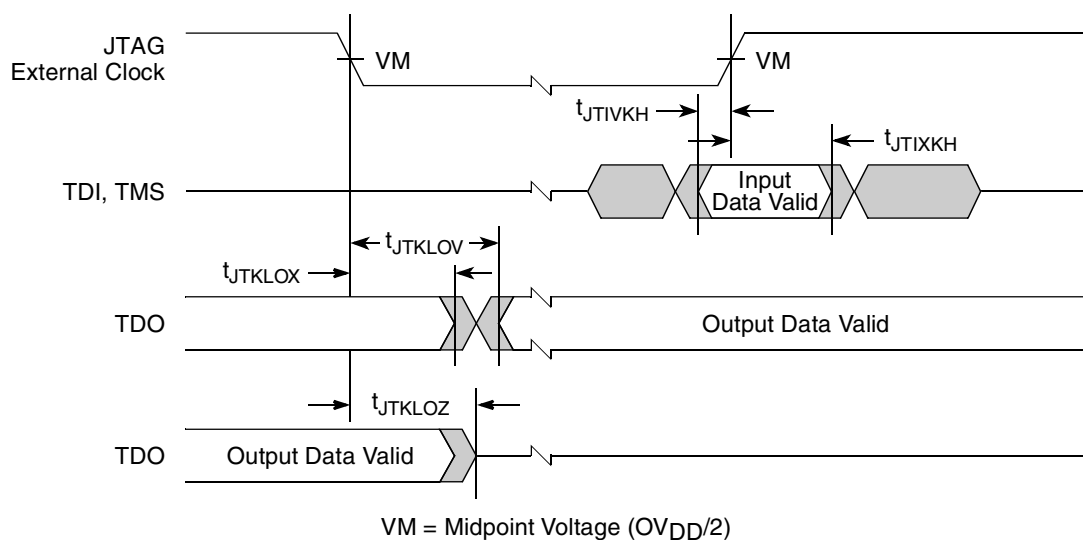 JTAG
External Clock
VM
VM
tJTIVKH
tJTIXKH
TDI, TMS
Input
Data Valid
tJTKLOV
tJTKLOX
TDO
Output Data Valid
tJTKLOZ
TDO
Output Data Valid
VM = Midpoint Voltage (OVDD/2)